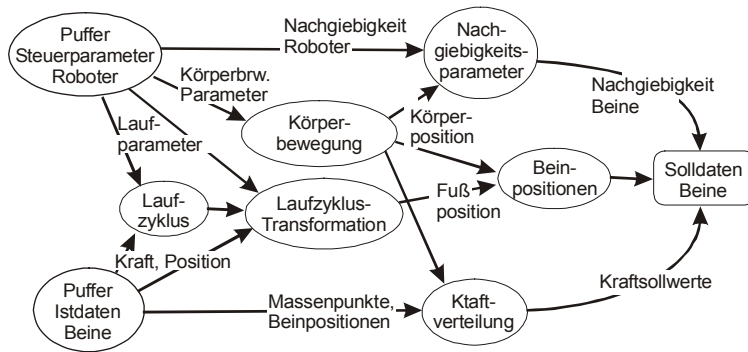 Puffer
Steuerparameter
Roboter
Nachgiebigkeit
Roboter
Nach-
giebigkeits-
parameter
Körperbrw.
Parameter
Nachgiebigkeit
Beine
Lauf-
parameter
Körper-
bewegung
Körper-
position
Bein-
positionen
Solldaten
Beine
Lauf-
zyklus
Laufzyklus-
Transformation
Fuß
position
Kraft, Position
Puffer
Istdaten
Beine
Massenpunkte,
Beinpositionen
Ktaft-
verteilung
Kraftsollwerte